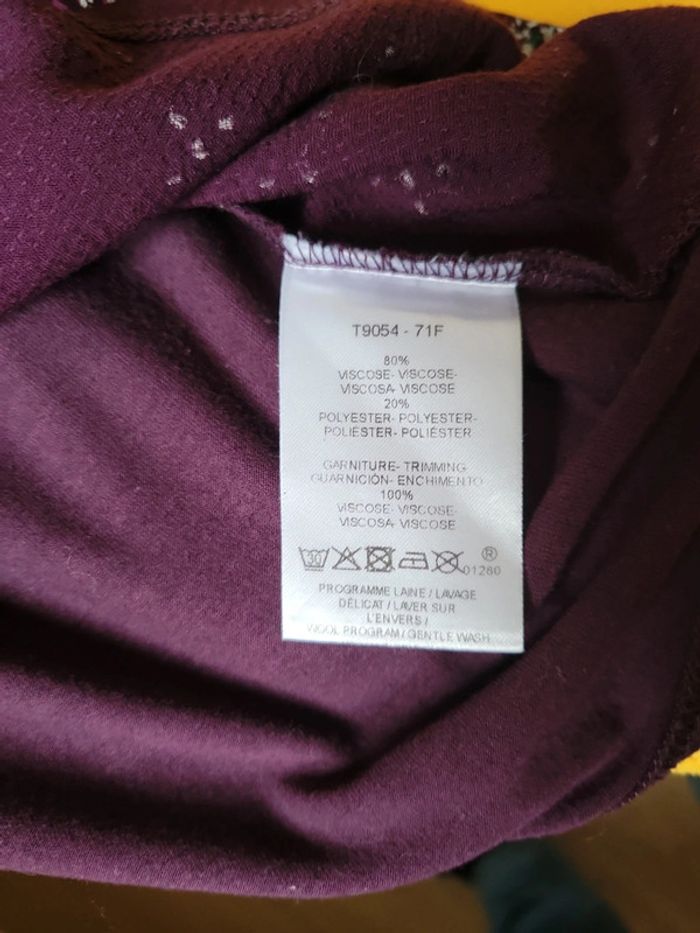 T9054 - 71F
80%
VISCOSE- VISCOSE-
VISCOSA- VISCOSE
20%
POLYESTER- POLYESTER-
POLIÉSTER- POLIÉSTER
GARNITURE- TRIMMING
GUARNICIÓN- ENCHIMENTO
100%
VISCOSE- VISCOSE-
VISCOSA- VISCOSE
30 ®
01280
PROGRAMME LAINE / LAVAGE
DÉLICAT / LAVER SUR
L'ENVERS /
WOOL PROGRAM / GENTLE WASH